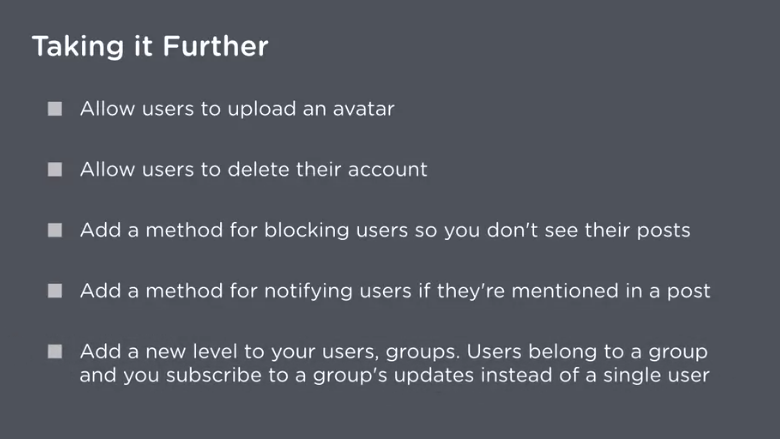 Taking it Further
Allow users to upload an avatar
Allow users to delete their account
Add a method for blocking users so you don't see their posts
Add a method for notifying users if they're mentioned in a post
Add a new level to your users, groups. Users belong to a group
and you subscribe to a group's updates instead of a single user